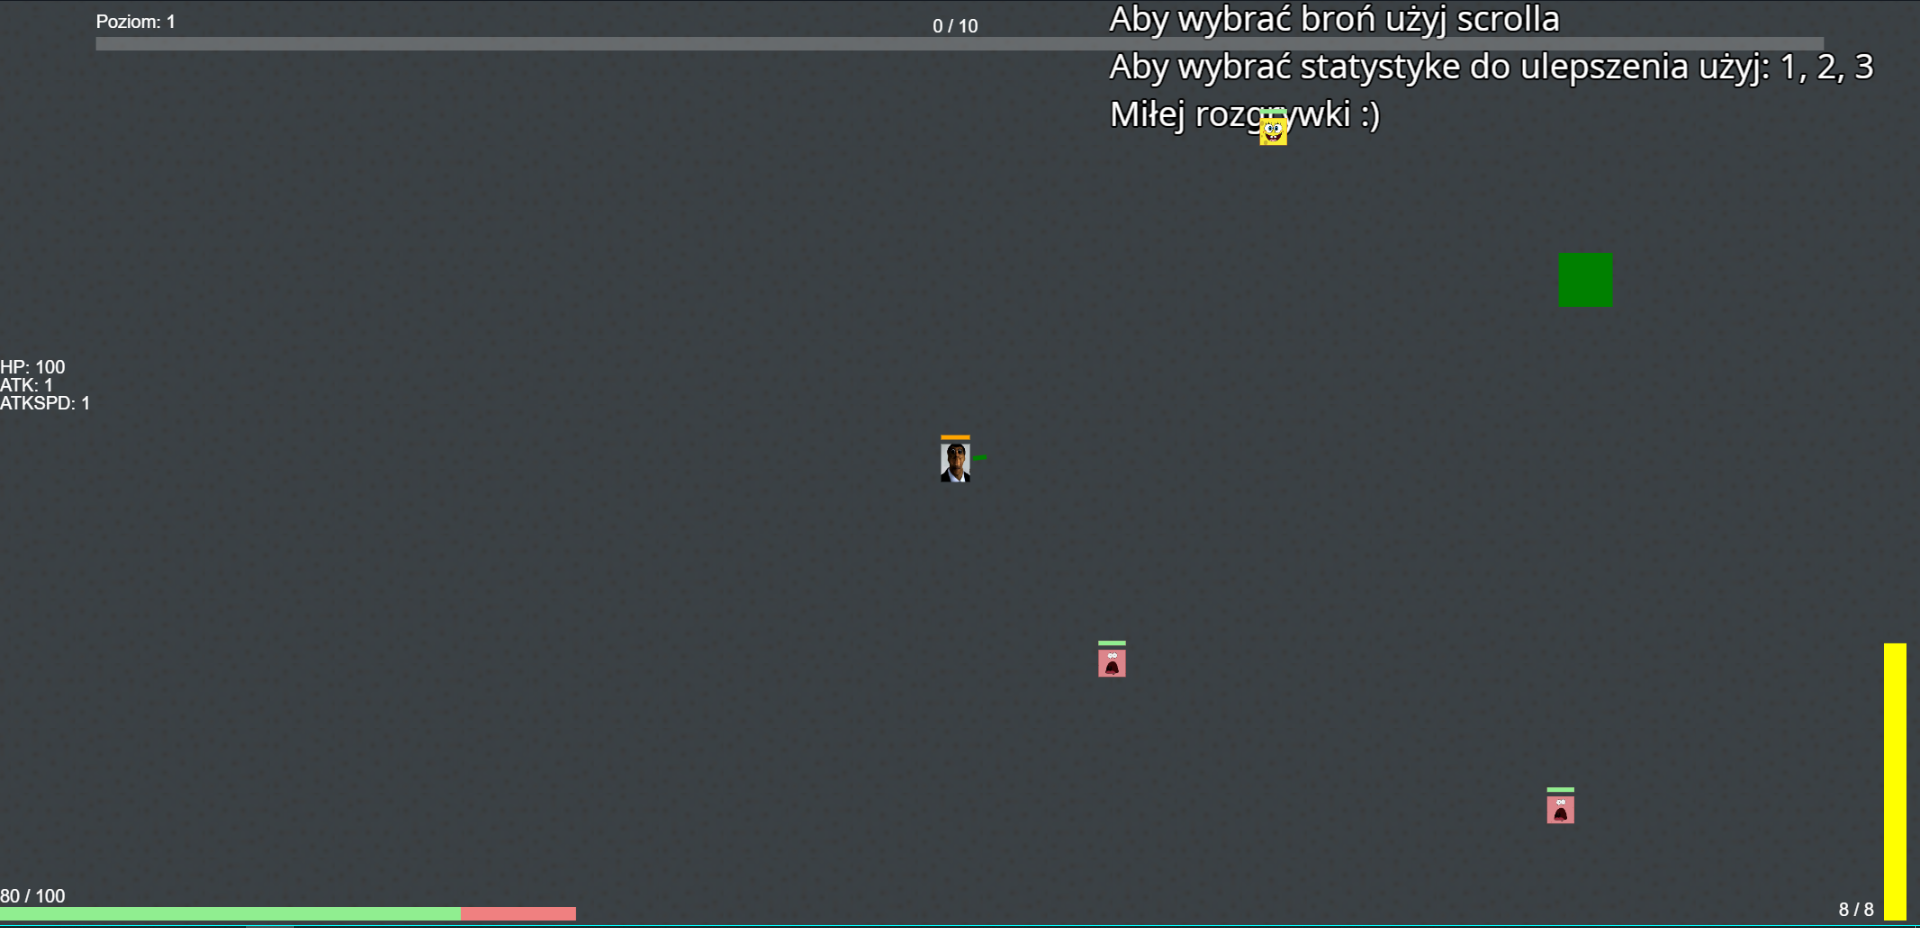 Poziom: 1
0 / 10
Aby wybrać broń użyj scrolla
Aby wybrać statystyke do ulepszenia użyj: 1, 2, 3
Miłej rozgrywki :)
HP: 100
ATK: 1
ATKSPD: 1
80 / 100
8 / 8